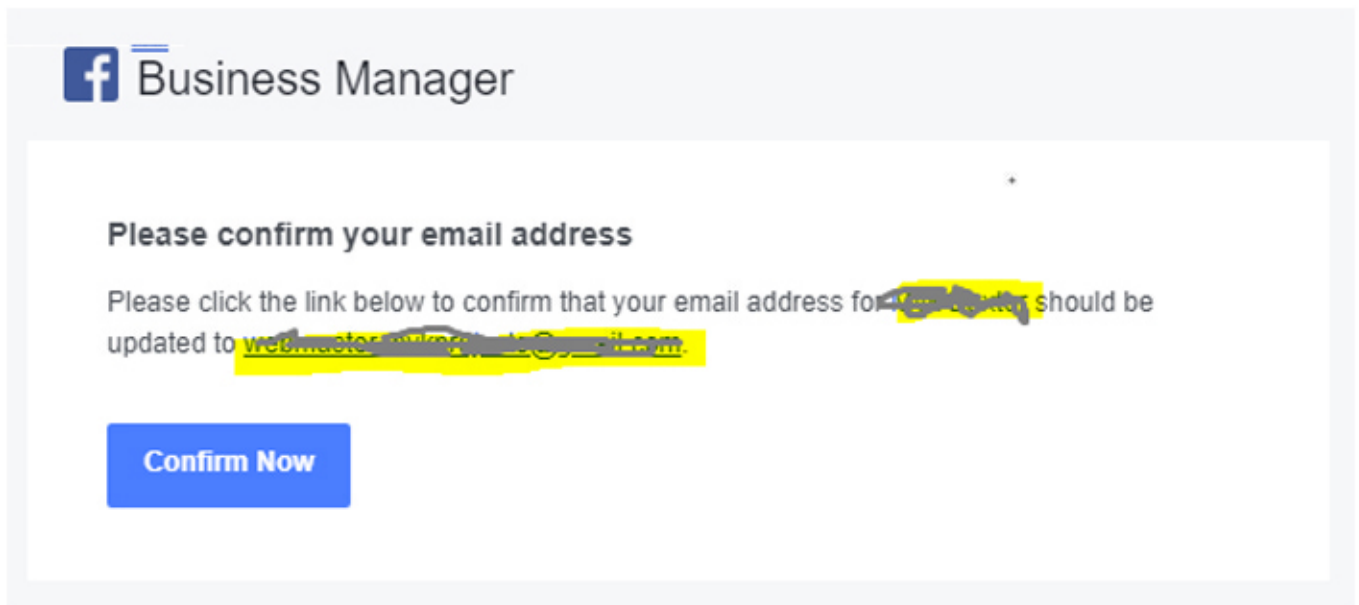 f Business Manager
Please confirm your email address
Please click the link below to confirm that your email address for should be
updated to
Confirm Now